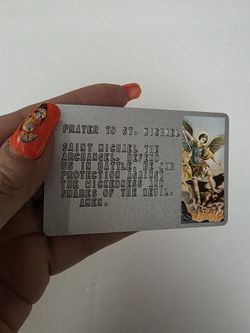 PRAYER TO ST. MICHAEL
SAINT MICHAEL THE
ARCHANGEL, DEFEND
US IN BATTLE, BE OUR
PROTECTION AGAINST
THE WICKEDNESS AND
SNARES OF THE DEVIL.
AMEN.